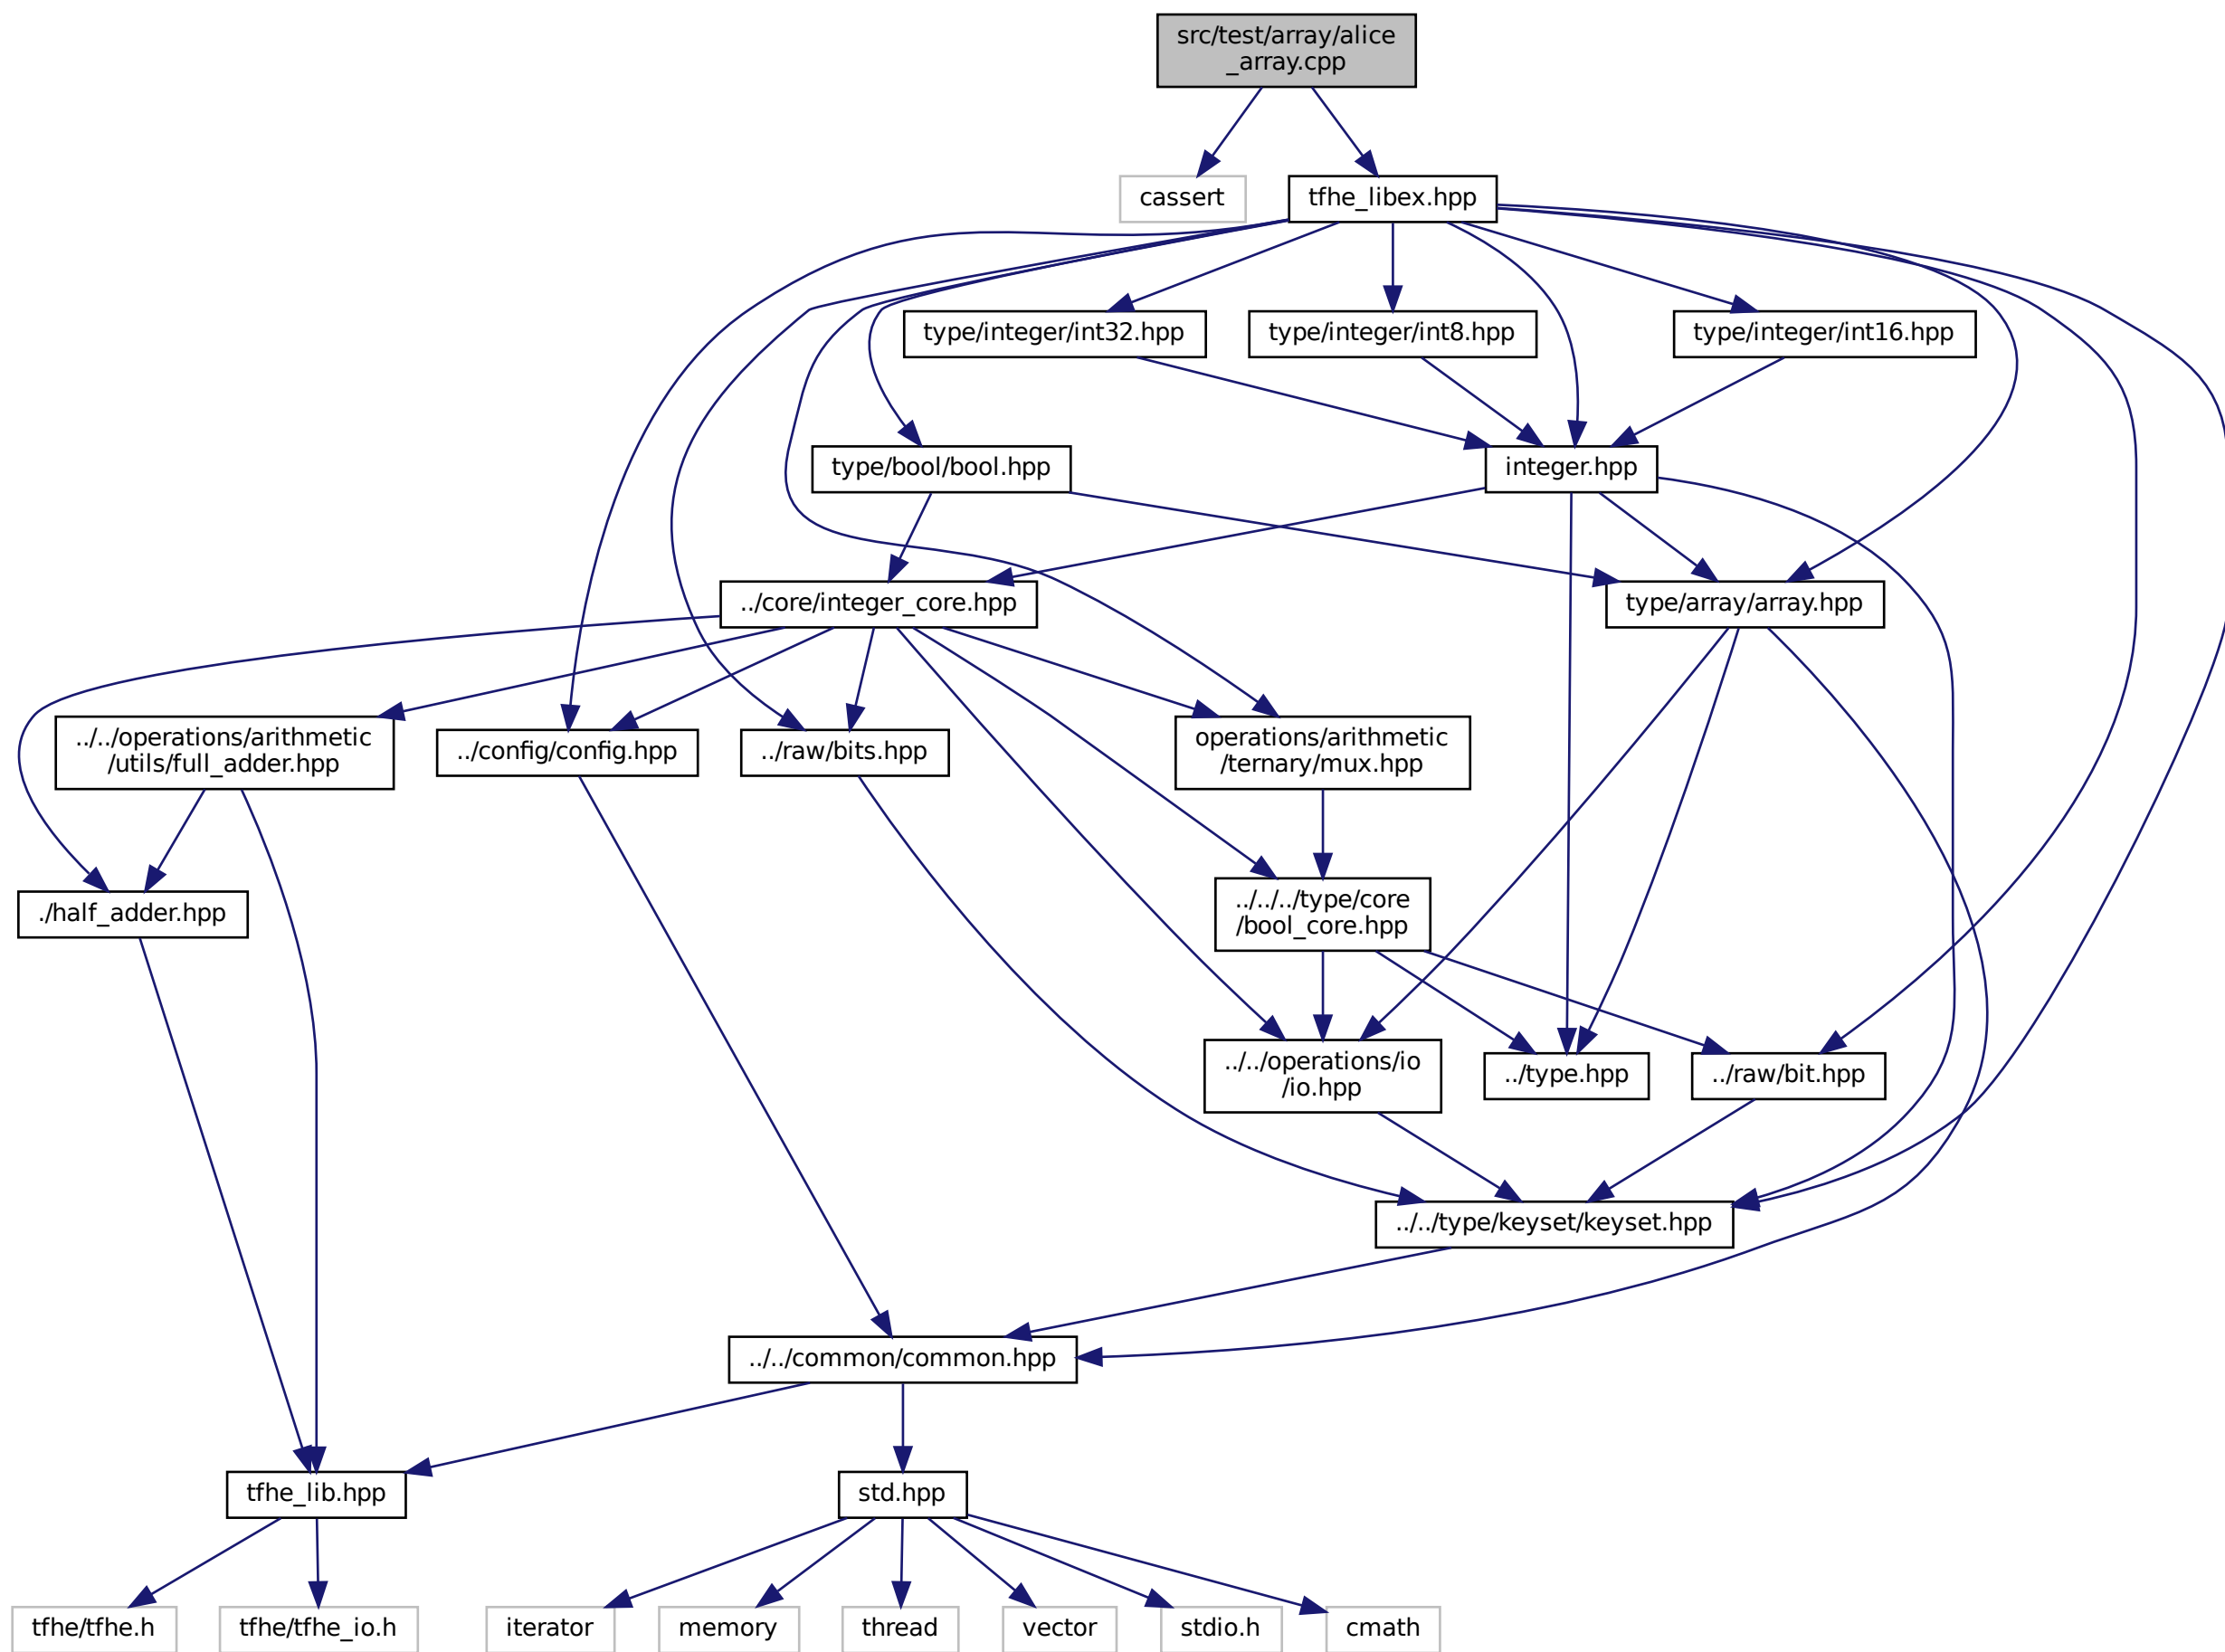 src/test/array/alice
_array.cpp
cassert
tfhe_libex.hpp
type/integer/int32.hpp
type/integer/int8.hpp
type/integer/int16.hpp
type/bool/bool.hpp
integer.hpp
../core/integer_core.hpp
type/array/array.hpp
../../operations/arithmetic
/utils/full_adder.hpp
../config/config.hpp
../raw/bits.hpp
operations/arithmetic
/ternary/mux.hpp
./half_adder.hpp
../../../type/core
/bool_core.hpp
../../operations/io
/io.hpp
../type.hpp
../raw/bit.hpp
../../type/keyset/keyset.hpp
../../common/common.hpp
tfhe_lib.hpp
std.hpp
tfhe/tfhe.h
tfhe/tfhe_io.h
iterator
memory
thread
vector
stdio.h
cmath